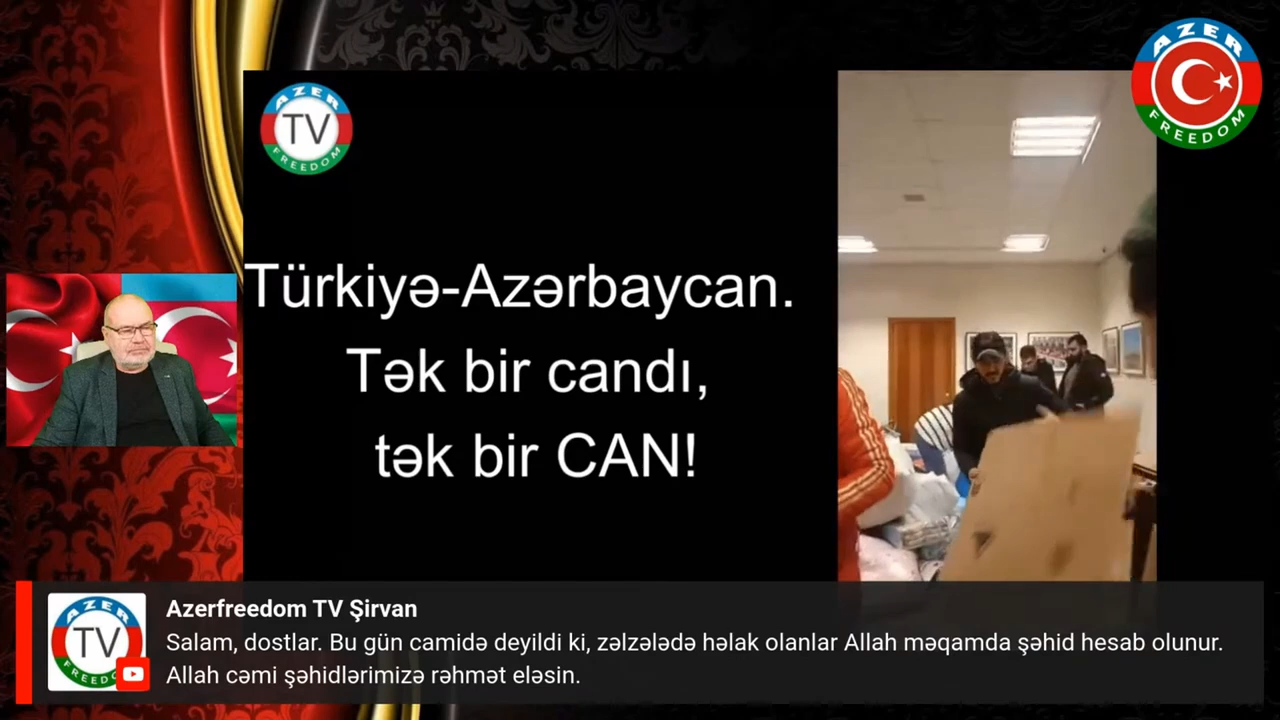 AZER
TV
FREEDOM
AZER
FREEDOM
Türkiyə-Azərbaycan.
Tək bir candı,
tək bir CAN!
AZER
TV
FREEDOM
Azerfreedom TV Şirvan
Salam, dostlar. Bu gün camidə deyildi ki, zəlzələdə həlak olanlar Allah məqamda şəhid hesab olunur.
Allah cəmi şəhidlərimizə rəhmət eləsin.